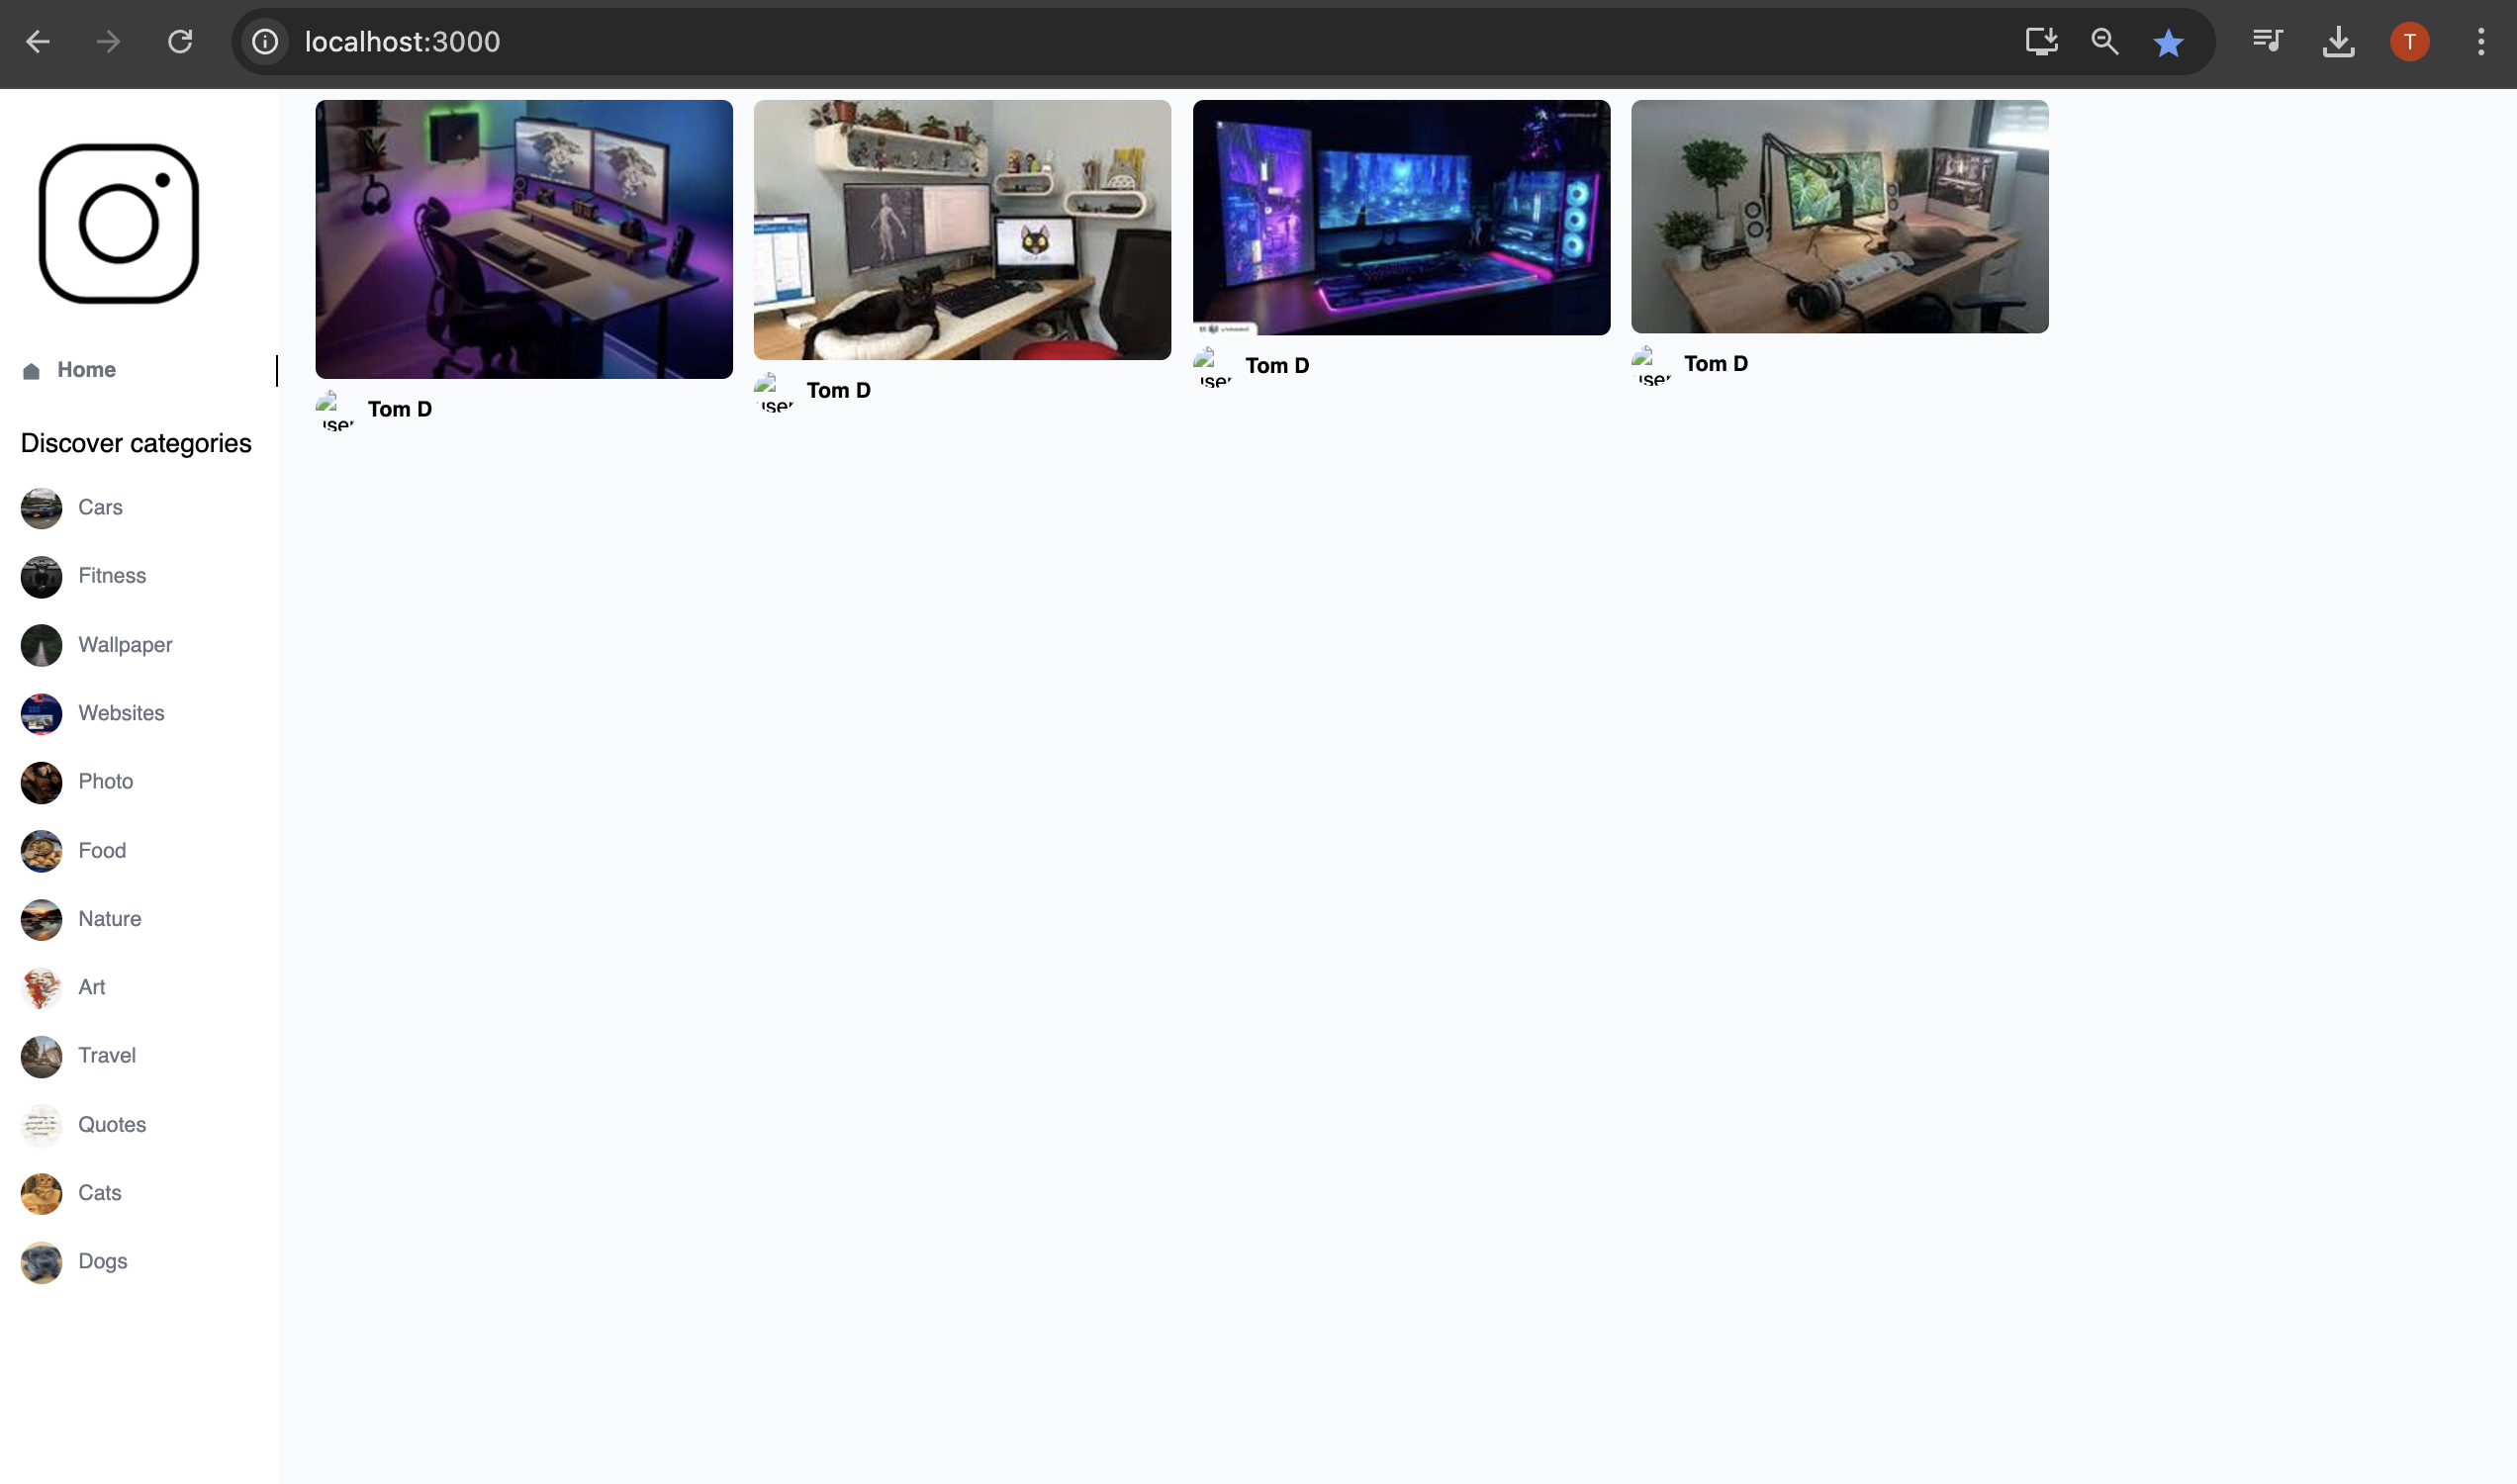 localhost:3000
T
Home
Discover categories
Cars
Fitness
Wallpaper
Websites
Photo
Food
Nature
Art
Travel
Quotes
Cats
Dogs
user Tom D
user Tom D
user Tom D
user Tom D